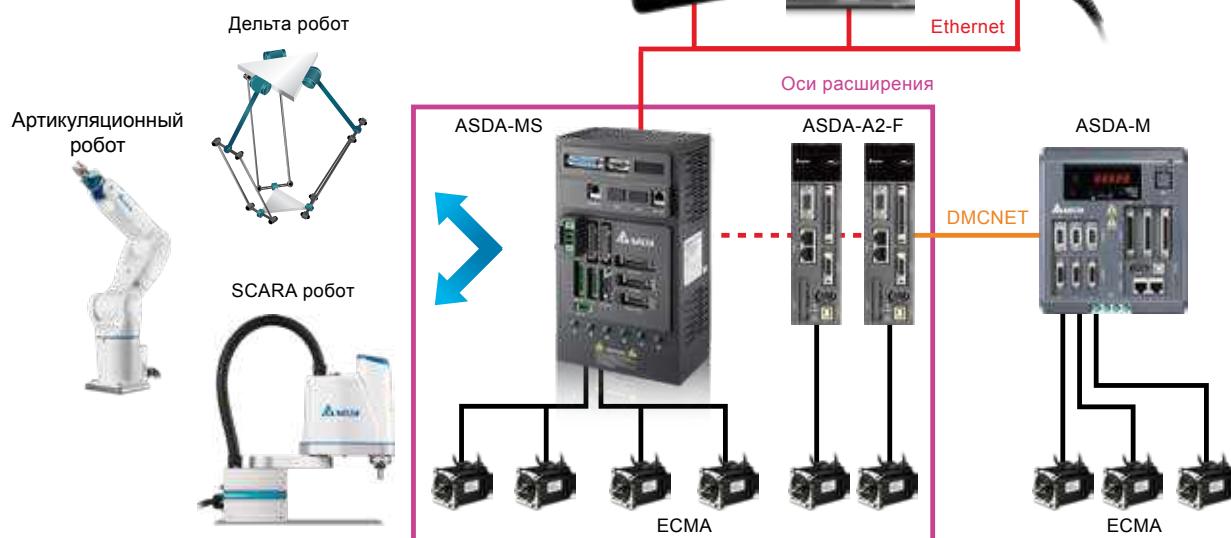 Дельта робот
Ethernet
Оси расширения
Артикуляционный
робот
ASDA-MS
ASDA-A2-F
ASDA-M
DMCNET
SCARA робот
ECMA
ECMA